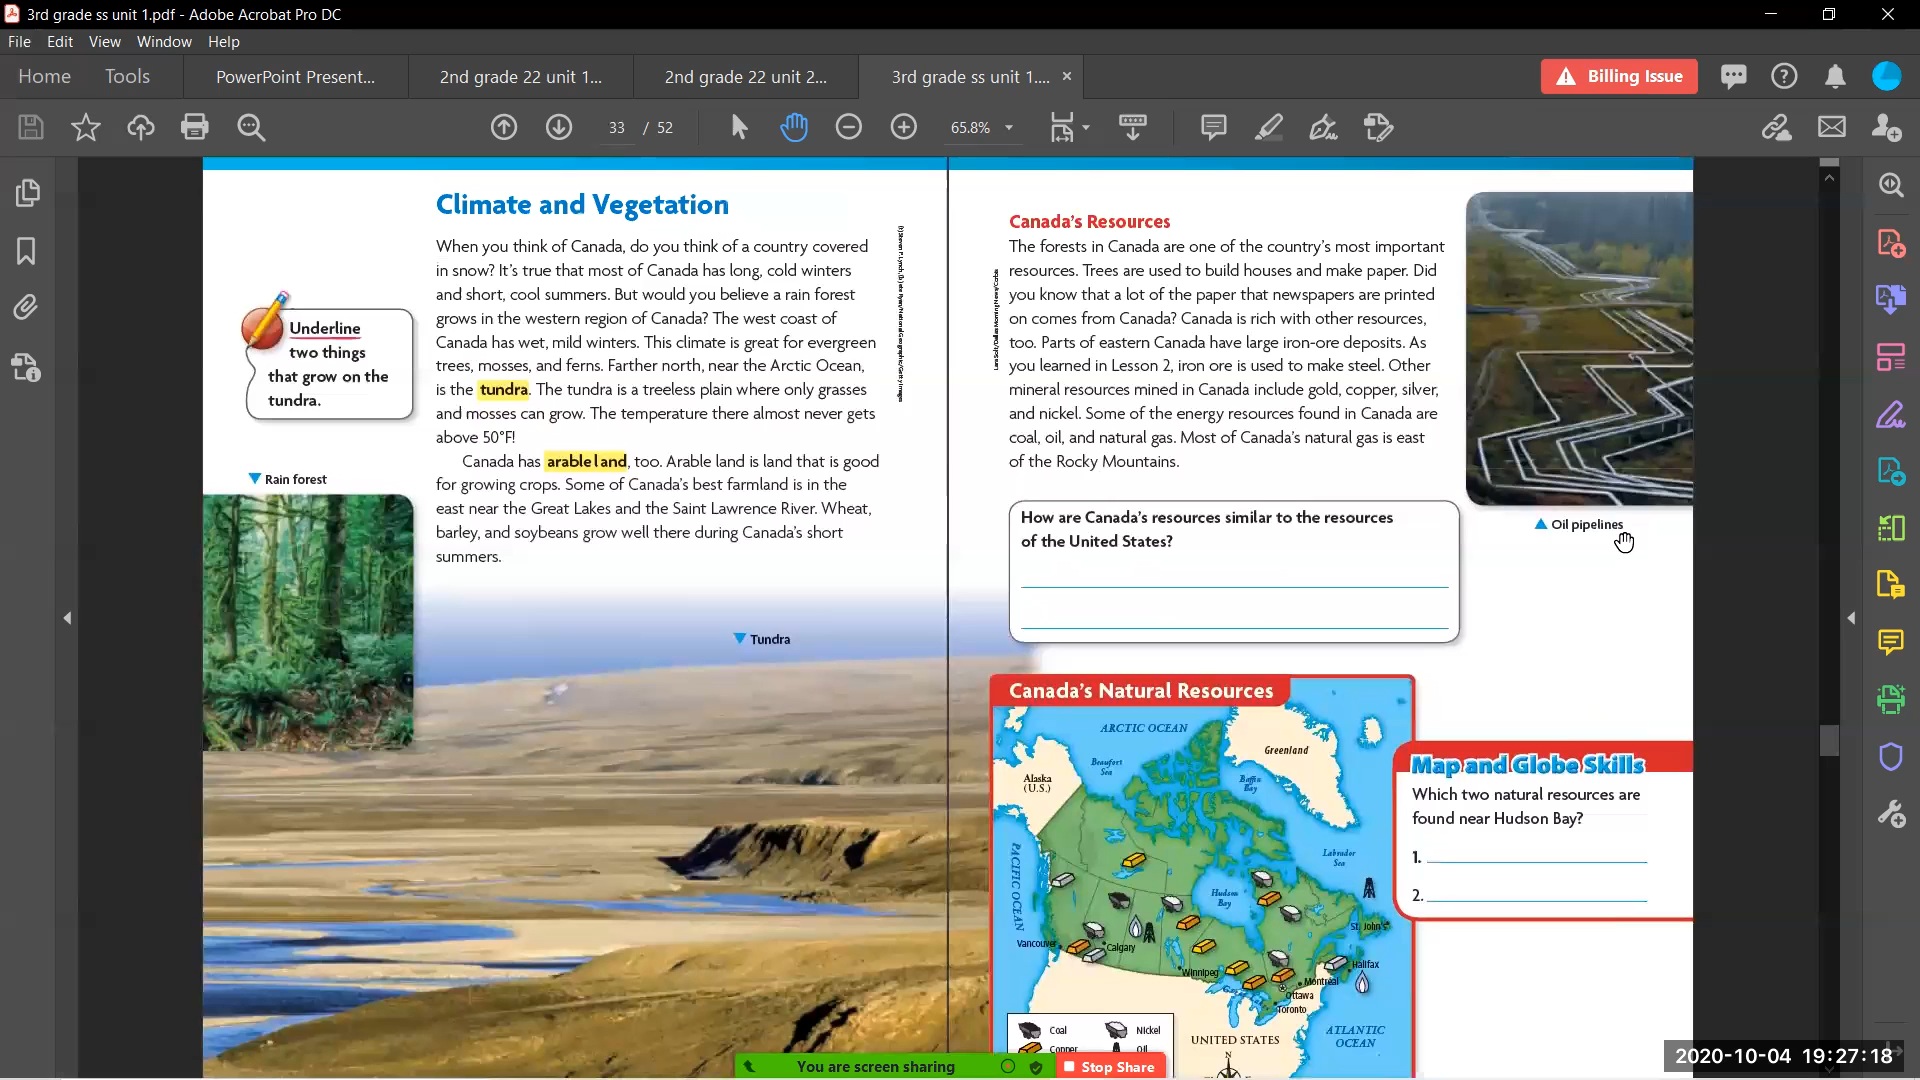 3rd grade ss unit 1.pdf - Adobe Acrobat Pro DC
File Edit View Window Help
Home Tools PowerPoint Present... 2nd grade 22 unit 1... 2nd grade 22 unit 2... 3rd grade ss unit 1.... × Billing Issue
33 / 52 65.8%
Climate and Vegetation
When you think of Canada, do you think of a country covered
in snow? It's true that most of Canada has long, cold winters
and short, cool summers. But would you believe a rain forest
grows in the western region of Canada? The west coast of
Canada has wet, mild winters. This climate is great for evergreen
trees, mosses, and ferns. Farther north, near the Arctic Ocean,
is the tundra. The tundra is a treeless plain where only grasses
and mosses can grow. The temperature there almost never gets
above 50°F!
Canada has arable land, too. Arable land is land that is good
for growing crops. Some of Canada's best farmland is in the
east near the Great Lakes and the Saint Lawrence River. Wheat,
barley, and soybeans grow well there during Canada's short
summers.
Underline
two things
that grow on the
tundra.
Rain forest
Tundra
Canada's Resources
The forests in Canada are one of the country's most important
resources. Trees are used to build houses and make paper. Did
you know that a lot of the paper that newspapers are printed
on comes from Canada? Canada is rich with other resources,
too. Parts of eastern Canada have large iron-ore deposits. As
you learned in Lesson 2, iron ore is used to make steel. Other
mineral resources mined in Canada include gold, copper, silver,
and nickel. Some of the energy resources found in Canada are
coal, oil, and natural gas. Most of Canada's natural gas is east
of the Rocky Mountains.
Oil pipelines
How are Canada's resources similar to the resources
of the United States?
Canada's Natural Resources
ARCTIC OCEAN
Greenland
Beaufort
Sea
Alaska
(U.S.)
Baffin
Bay
PACIFIC OCEAN
Labrador
Sea
Hudson
Bay
St. John's
Vancouver
Calgary
Winnipeg
Halifax
Montreal
Ottawa
Toronto
UNITED STATES
ATLANTIC
OCEAN
N
Coal Nickel
Copper Oil
Map and Globe Skills
Which two natural resources are
found near Hudson Bay?
1.
2.
You are screen sharing Stop Share
2020-10-04 19:27:18